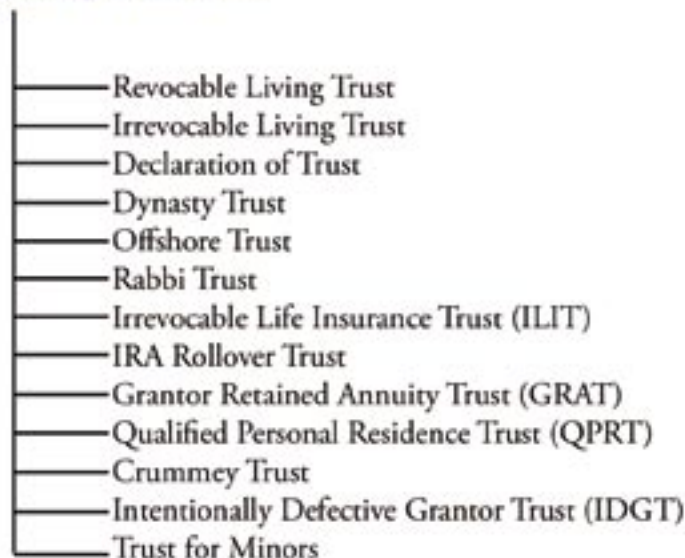 Revocable Living Trust
Irrevocable Living Trust
Declaration of Trust
Dynasty Trust
Offshore Trust
Rabbi Trust
Irrevocable Life Insurance Trust (ILIT)
IRA Rollover Trust
Grantor Retained Annuity Trust (GRAT)
Qualified Personal Residence Trust (QPRT)
Crummey Trust
Intentionally Defective Grantor Trust (IDGT)
Trust for Minors